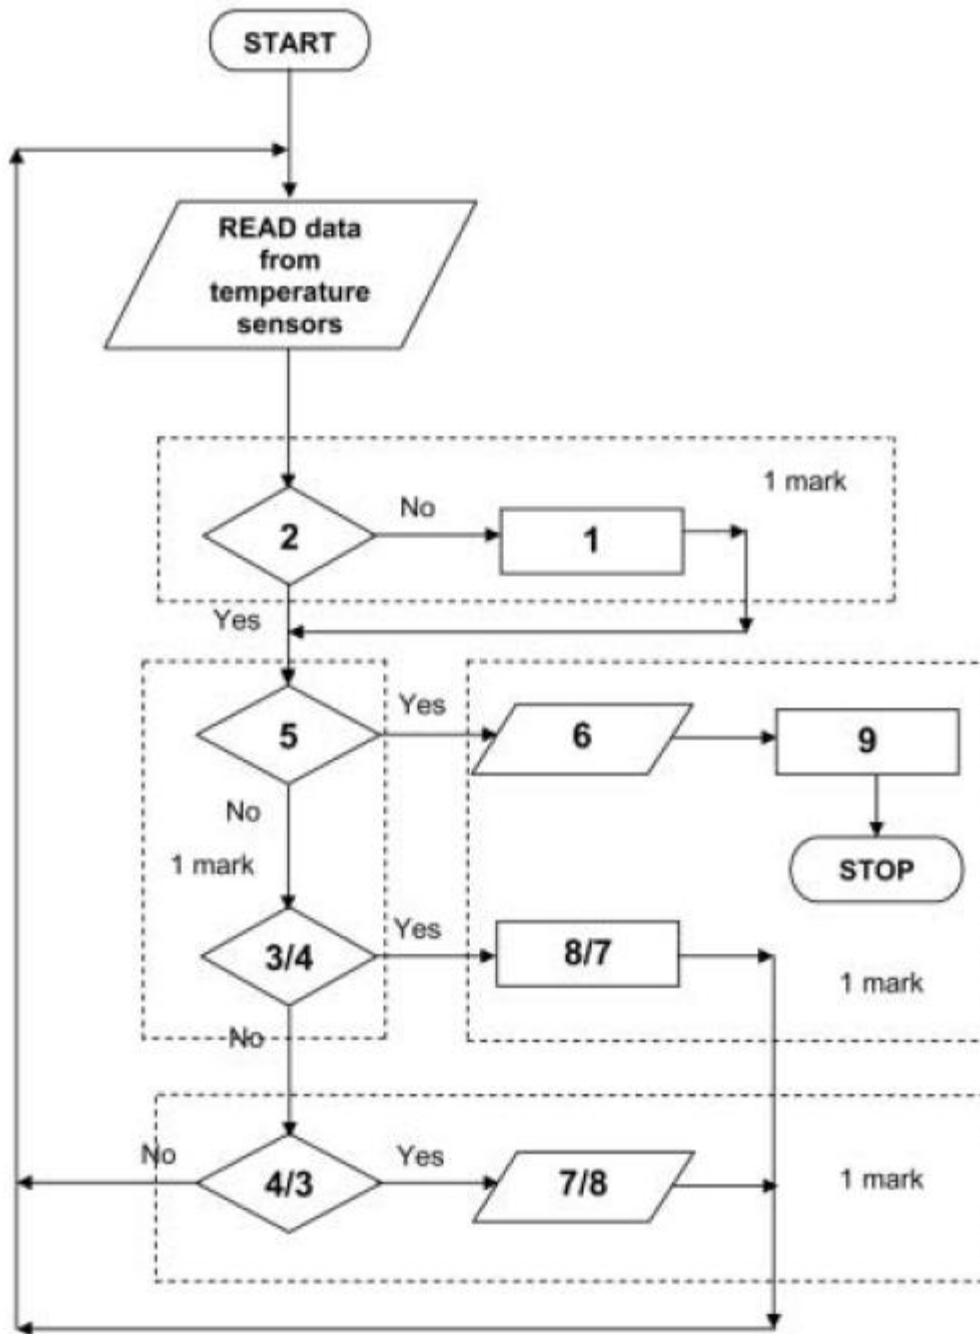 START
READ data
from
temperature
sensors
1 mark
2
No
1
Yes
5
Yes
6
9
No
1 mark
STOP
3/4
Yes
8/7
1 mark
No
No
4/3
Yes
7/8
1 mark